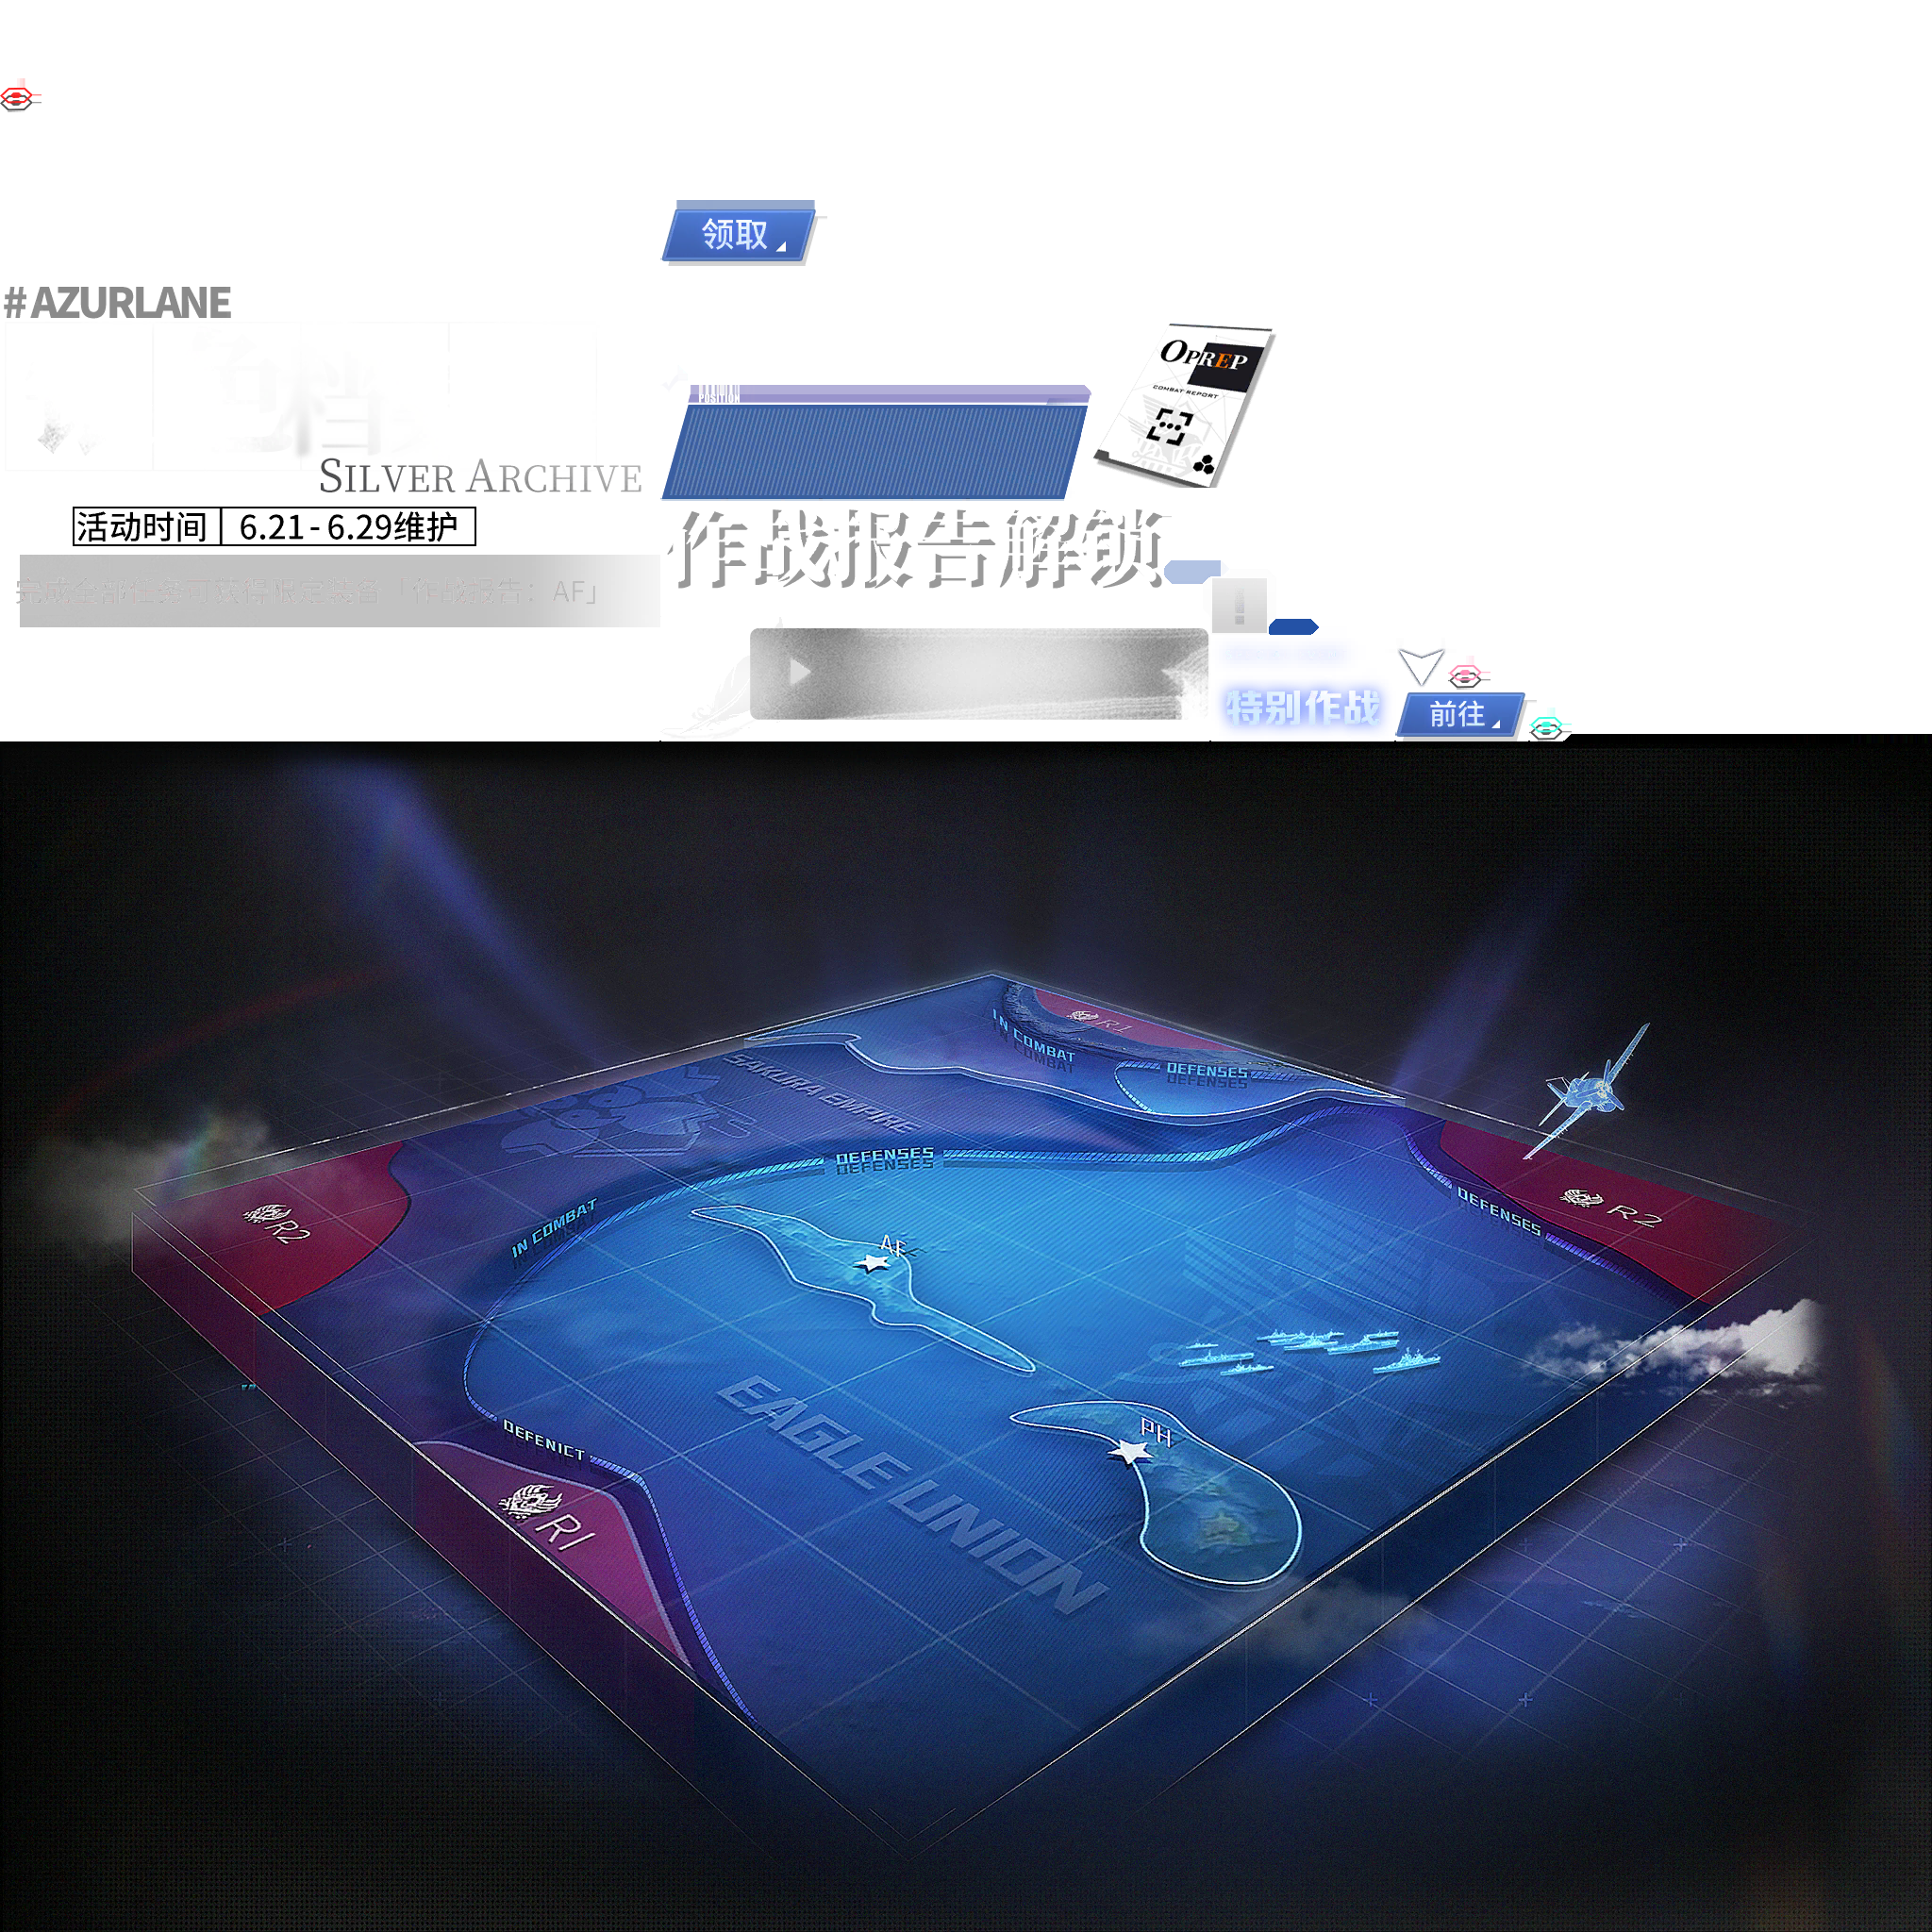 领取
#AZURLANE
档
OPREP
COMBAT REPORT
POSITION
SILVER ARCHIVE
活动时间 6.21 - 6.29维护
作战报告解锁
完成全部任务可获得限定装备「作战报告：AF」
!
特别作战
前往
R1
IN COMBAT
DEFENSES
SAKURA EMPIRE
DEFENSES
R2
DEFENSES
R2
IN COMBAT
AF
EAGLE UNION
PH
DEFENICT
R1